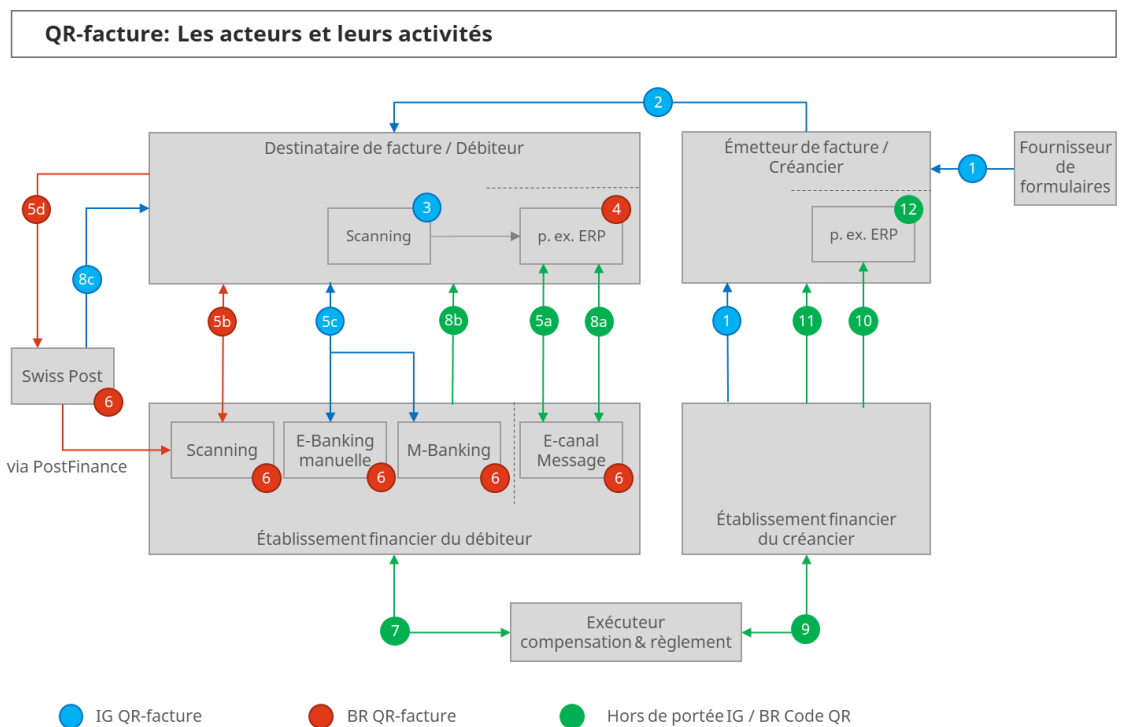 QR-facture: Les acteurs et leurs activités
2
Destinataire de facture / Débiteur
Émetteur de facture /
Créancier
1
Fournisseur
de
formulaires
5d
3
Scanning
4
p. ex. ERP
12
p. ex. ERP
8c
5b
5c
8b
5a
8a
1
11
10
Swiss Post
6
via PostFinance
Scanning
6
E-Banking
manuelle
6
M-Banking
6
E-canal
Message
6
Établissement financier du débiteur
Établissement financier
du créancier
7
Exécuteur
compensation & règlement
9
IG QR-facture
BR QR-facture
Hors de portée IG / BR Code QR